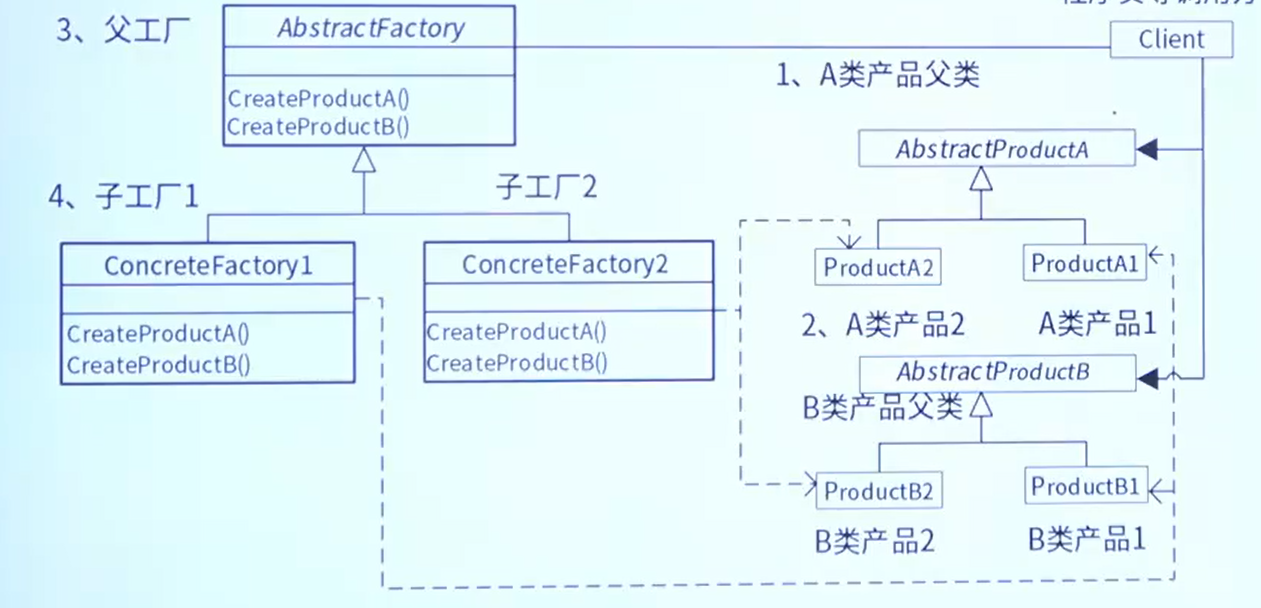 3、父工厂
AbstractFactory
CreateProductA()
CreateProductB()
Client
1、A类产品父类
AbstractProductA
4、子工厂1
子工厂2
ConcreteFactory1
CreateProductA()
CreateProductB()
ConcreteFactory2
CreateProductA()
CreateProductB()
ProductA2
ProductA1
2、A类产品2
A类产品1
AbstractProductB
B类产品父类
ProductB2
ProductB1
B类产品2
B类产品1